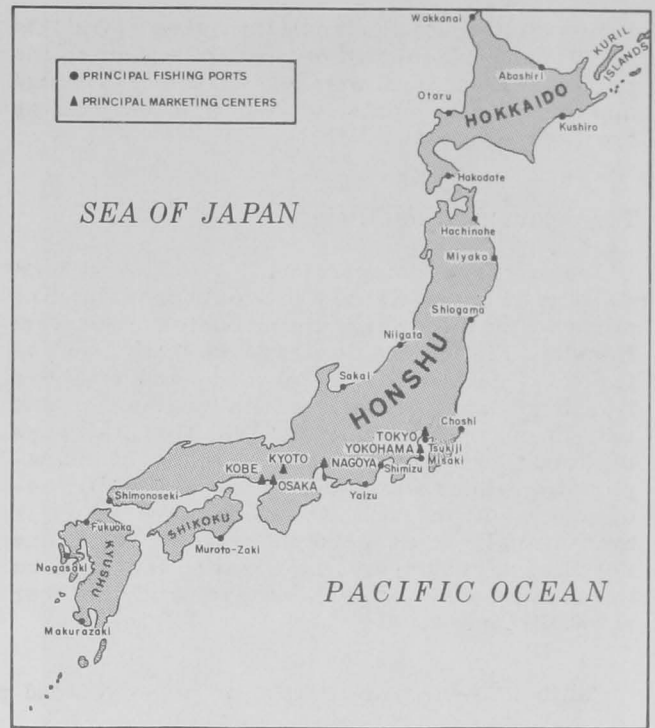 ● PRINCIPAL FISHING PORTS
▲ PRINCIPAL MARKETING CENTERS
SEA OF JAPAN
Wakkanai
KURIL
ISLANDS
Abashiri
Otaru
HOKKAIDO
Kushiro
Hakodate
Hachinohe
Miyako
Shiogama
Niigata
HONSHU
Sakai
Choshi
TOKYO
YOKOHAMA
Tsukiji
Misaki
KYOTO
NAGOYA
Shimizu
KOBE
OSAKA
Yaizu
Shimonoseki
SHIKOKU
Fukuoka
Muroto-Zaki
Nagasaki
KYUSHU
Makurazaki
PACIFIC OCEAN